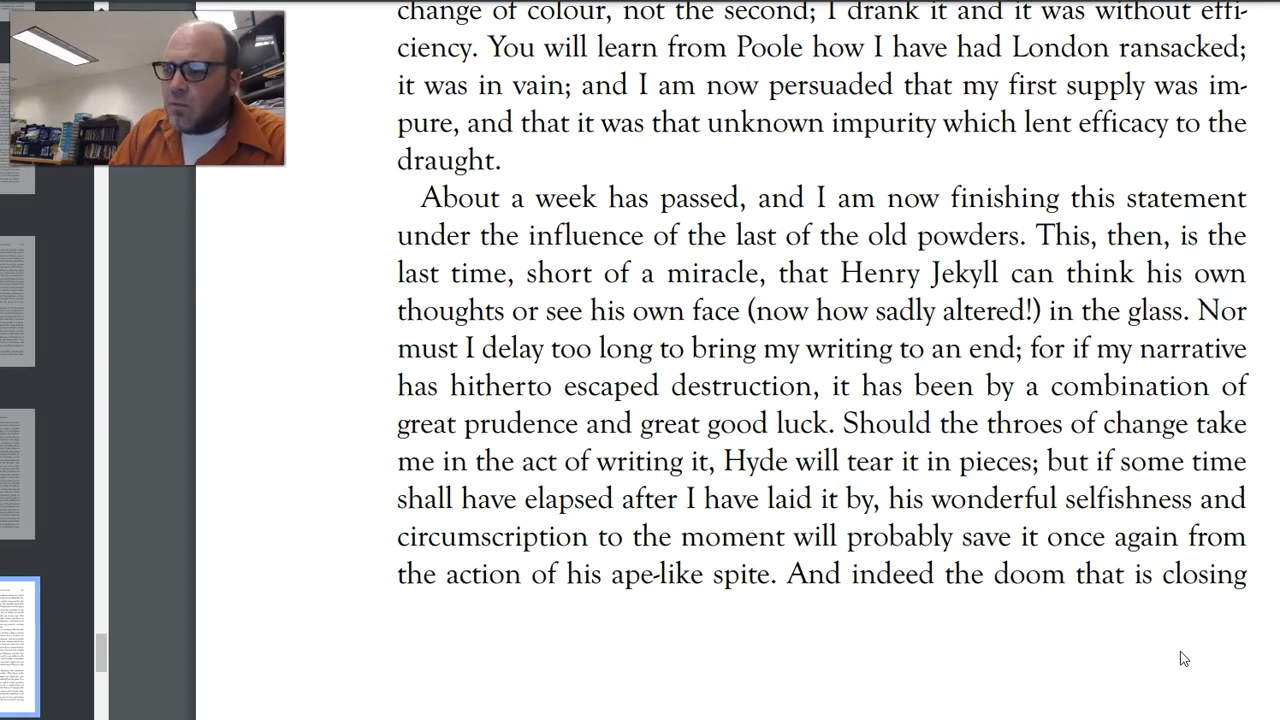 change of colour, not the second; I drank it and it was without effi-
ciency. You will learn from Poole how I have had London ransacked;
it was in vain; and I am now persuaded that my first supply was im-
pure, and that it was that unknown impurity which lent efficacy to the
draught.
About a week has passed, and I am now finishing this statement
under the influence of the last of the old powders. This, then, is the
last time, short of a miracle, that Henry Jekyll can think his own
thoughts or see his own face (now how sadly altered!) in the glass. Nor
must I delay too long to bring my writing to an end; for if my narrative
has hitherto escaped destruction, it has been by a combination of
great prudence and great good luck. Should the throes of change take
me in the act of writing it, Hyde will tear it in pieces; but if some time
shall have elapsed after I have laid it by, his wonderful selfishness and
circumscription to the moment will probably save it once again from
the action of his ape-like spite. And indeed the doom that is closing